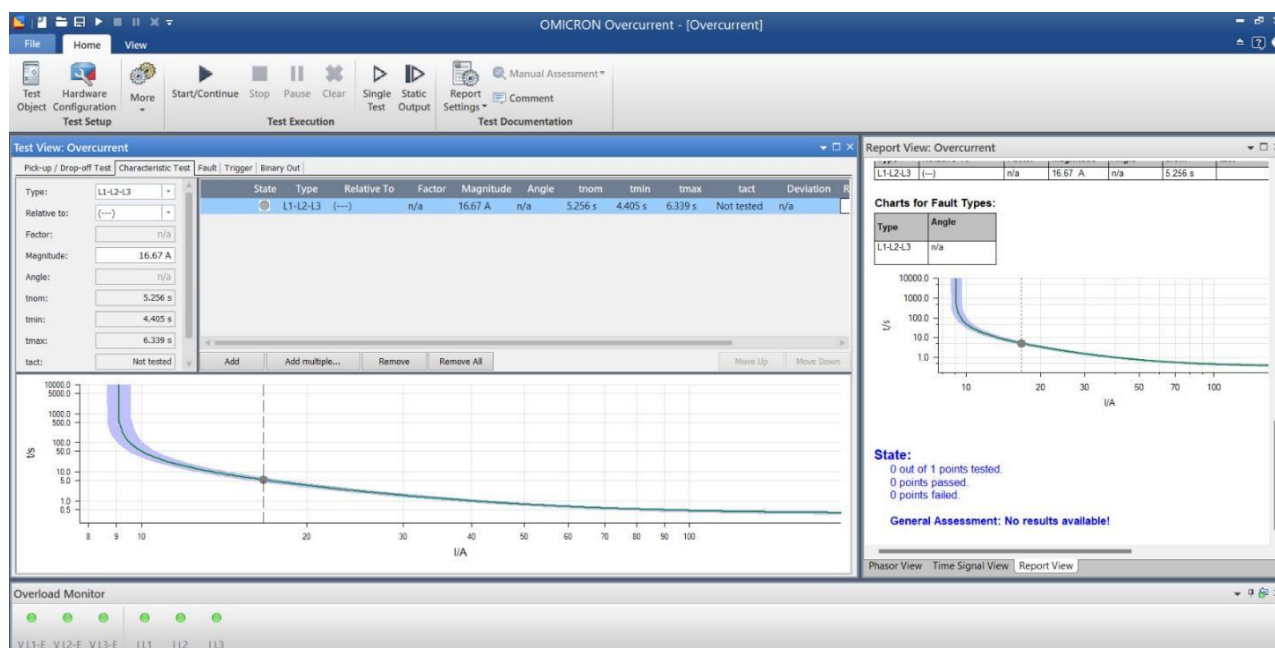 OMICRON Overcurrent - [Overcurrent]
File Home View
Test Object
Hardware Configuration
More
Test Setup
Start/Continue
Stop
Pause
Clear
Single Test
Static Output
Test Execution
Report Settings
Manual Assessment
Comment
Test Documentation
Test View: Overcurrent
Pick-up / Drop-off Test Characteristic Test Fault Trigger Binary Out
Type: L1-L2-L3
Relative to: (---)
Factor: n/a
Magnitude: 16.67 A
Angle: n/a
tnom: 5.256 s
tmin: 4.405 s
tmax: 6.339 s
tact: Not tested
State Type Relative To Factor Magnitude Angle tnom tmin tmax tact Deviation R
L1-L2-L3 (---) n/a 16.67 A n/a 5.256 s 4.405 s 6.339 s Not tested n/a
Add Add multiple... Remove Remove All Move Up Move Down
10000.0
5000.0
1000.0
500.0
100.0
50.0
10.0
5.0
1.0
0.5
t/s
8 9 10 20 30 40 50 60 70 80 90 100
I/A
Report View: Overcurrent
L1-L2-L3 (---) n/a 16.67 A n/a 5.256 s
Charts for Fault Types:
Type Angle
L1-L2-L3 n/a
10000.0
1000.0
100.0
10.0
1.0
t/s
10 20 30 50 70 100
I/A
State:
0 out of 1 points tested.
0 points passed.
0 points failed.
General Assessment: No results available!
Phasor View Time Signal View Report View
Overload Monitor
V L1-E V L2-E V L3-E I L1 I L2 I L3